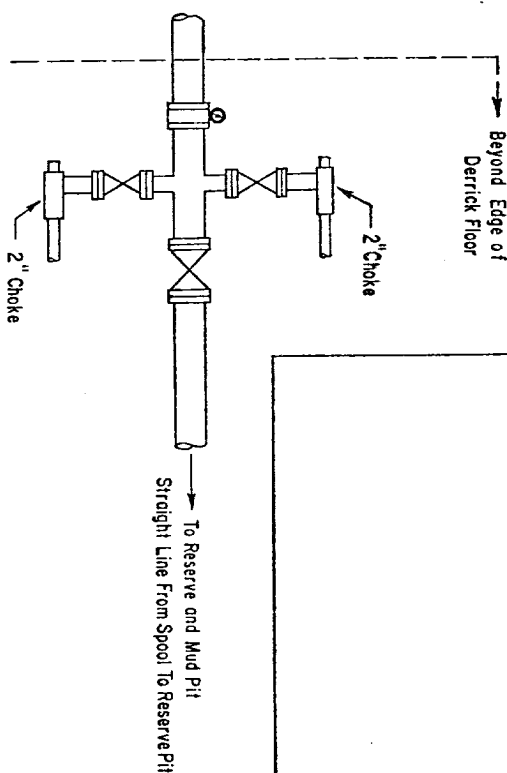 Beyond Edge of
Derrick Floor
2" Choke
2" Choke
To Reserve and Mud Pit
Straight Line From Spool To Reserve Pit